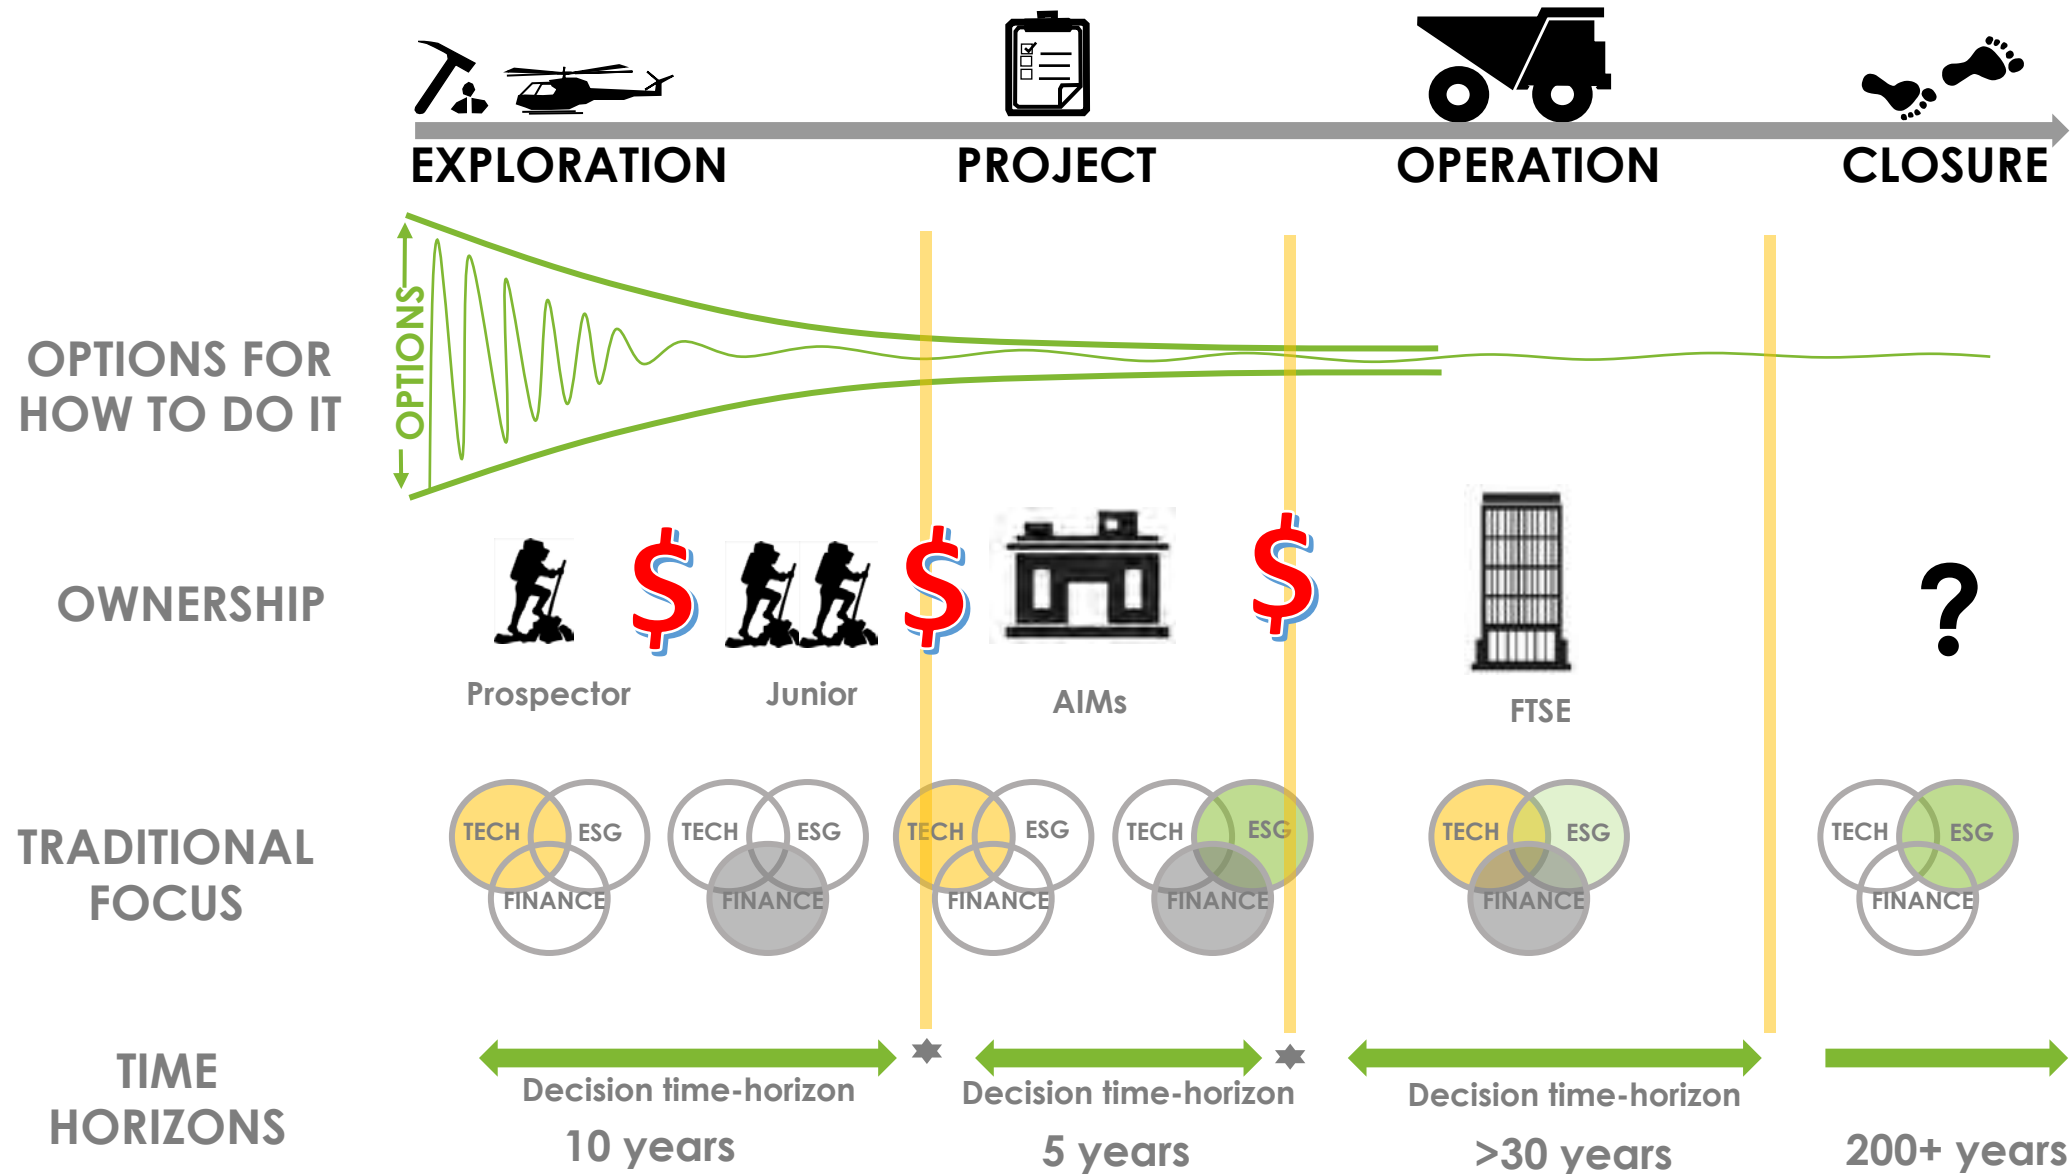 EXPLORATION
PROJECT
OPERATION
CLOSURE
OPTIONS FOR
HOW TO DO IT
OPTIONS
OWNERSHIP
$
$
$
?
Prospector
Junior
AIMs
FTSE
TRADITIONAL
FOCUS
TECH
ESG
FINANCE
TECH
ESG
FINANCE
TECH
ESG
FINANCE
TECH
ESG
FINANCE
TECH
ESG
FINANCE
TECH
ESG
FINANCE
TIME
HORIZONS
Decision time-horizon
10 years
Decision time-horizon
5 years
Decision time-horizon
>30 years
200+ years